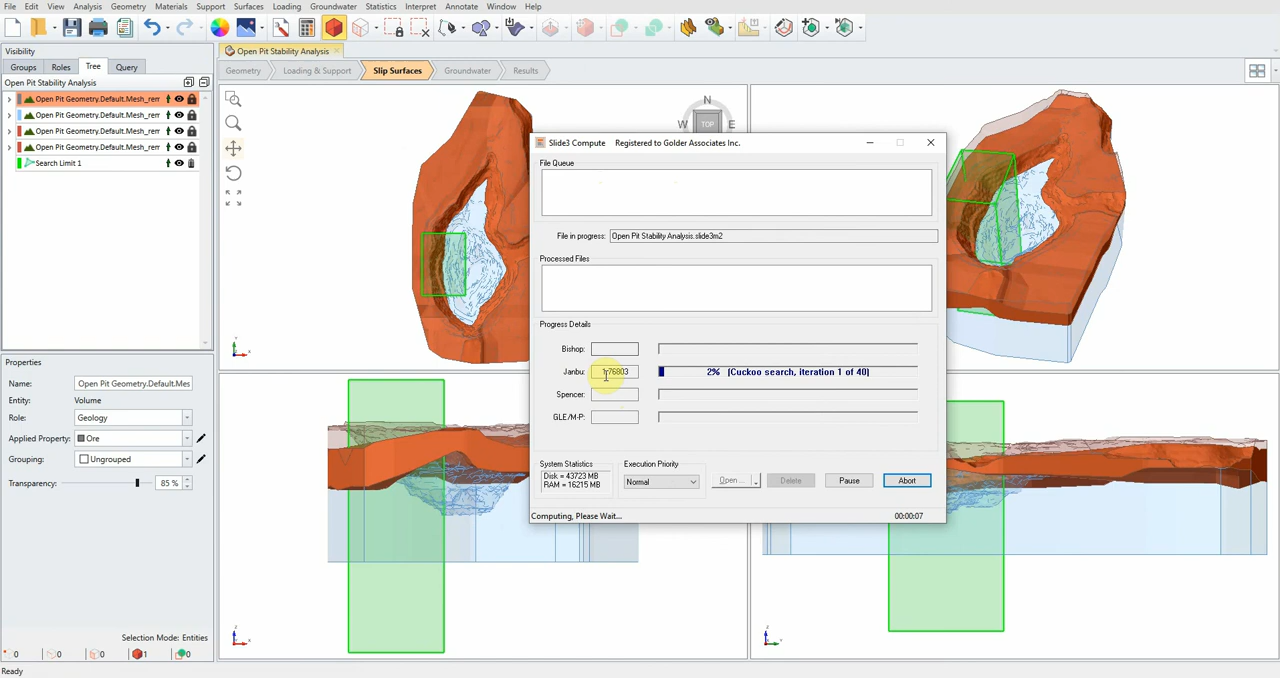 File Edit View Analysis Geometry Materials Support Surfaces Loading Groundwater Statistics Interpret Annotate Window Help
Visibility
Groups Roles Tree Query
Open Pit Stability Analysis
Open Pit Geometry.Default.Mesh_rem
Open Pit Geometry.Default.Mesh_rem
Open Pit Geometry.Default.Mesh_rem
Open Pit Geometry.Default.Mesh_rem
Search Limit 1
Properties
Name: Open Pit Geometry.Default.Mes
Entity: Volume
Role: Geology
Applied Property: Ore
Grouping: Ungrouped
Transparency: 85 %
Selection Mode: Entities
0 0 0 1 0
Ready
Open Pit Stability Analysis
Geometry Loading & Support Slip Surfaces Groundwater Results
N
W TOP E
Slide3 Compute Registered to Golder Associates Inc.
File Queue
File in progress: Open Pit Stability Analysis.slide3m2
Processed Files
Progress Details
Bishop:
Janbu: 1.76803 2% (Cuckoo search, iteration 1 of 40)
Spencer:
GLE/M-P:
System Statistics
Disk = 43723 MB
RAM = 16215 MB
Execution Priority
Normal
Open... Delete Pause Abort
Computing, Please Wait... 00:00:07